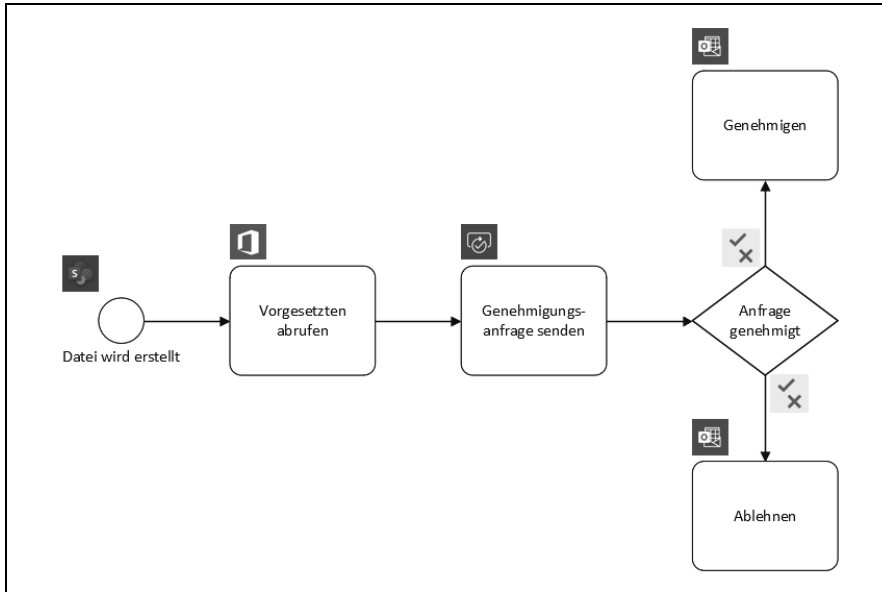 Genehmigen
S
Vorgesetzten
abrufen
Genehmigungs-
anfrage senden
Anfrage
genehmigt
Datei wird erstellt
Ablehnen